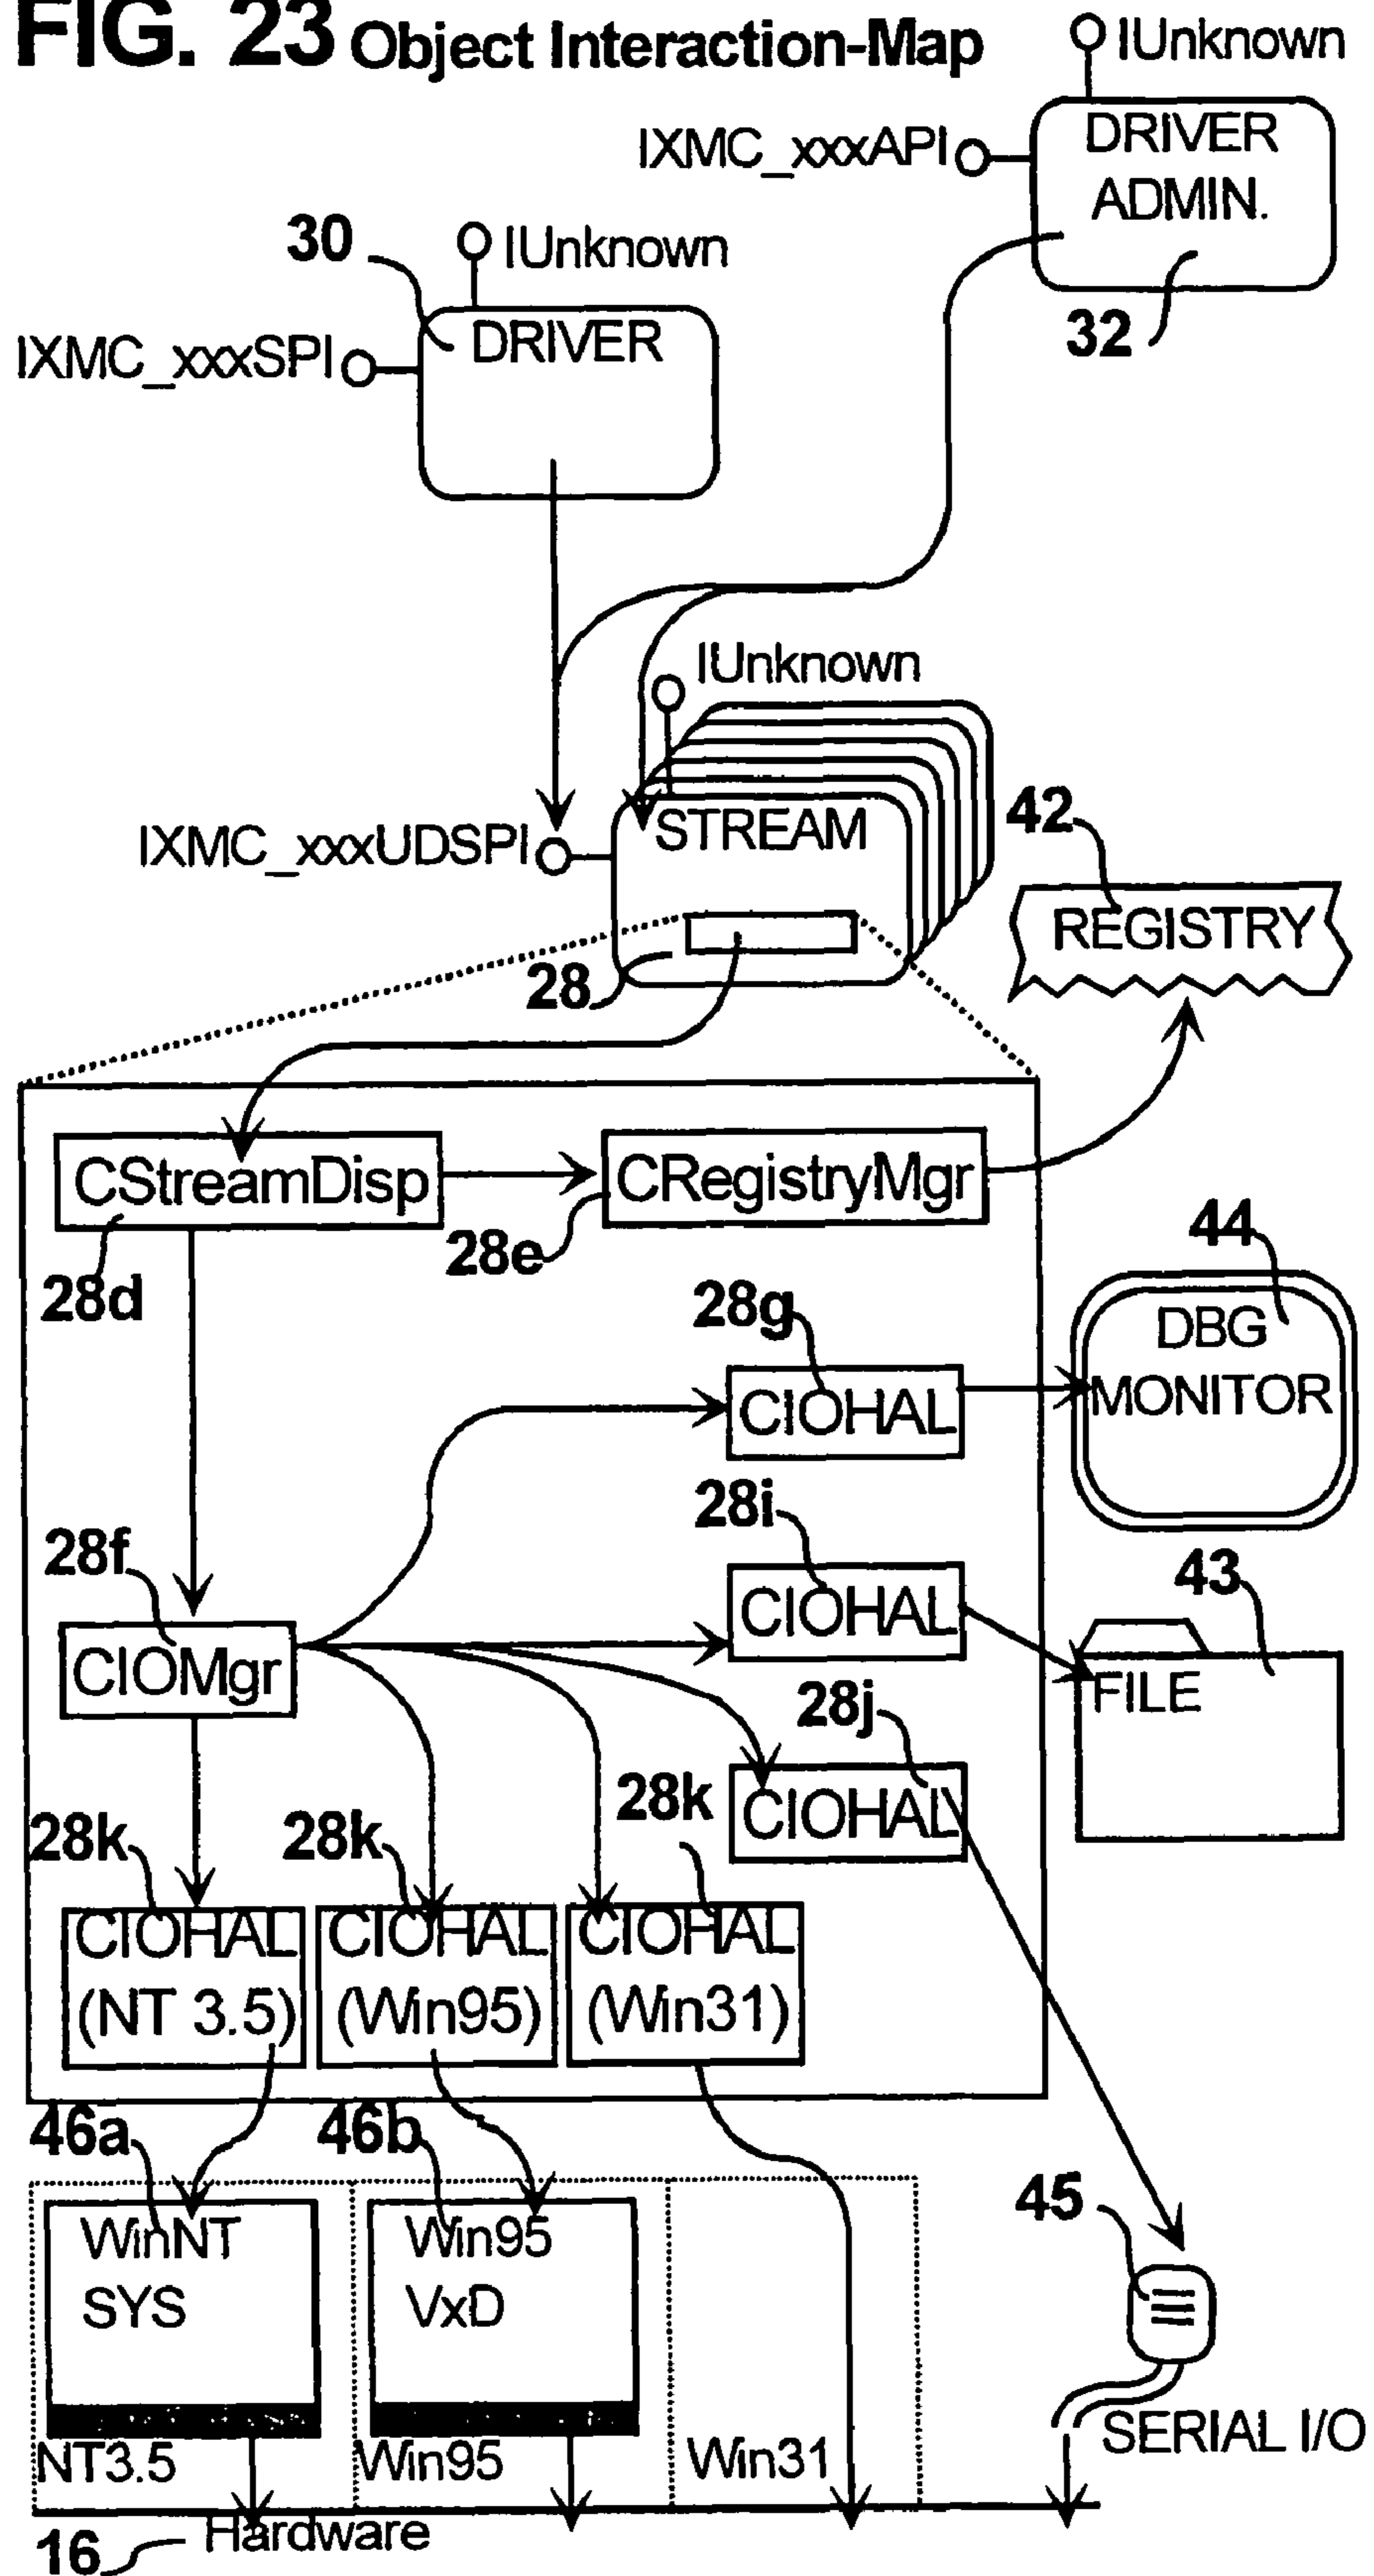 FIG. 23 Object Interaction-Map
IUnknown
IXMC_xxxAPI
DRIVER
ADMIN.
30
IUnknown
32
IXMC_xxxSPI
DRIVER
IUnknown
42
IXMC_xxxUDSPI
STREAM
REGISTRY
28
CStreamDisp
CRegistryMgr
28d
28e
44
28g
DBG
MONITOR
CIOHAL
28i
28f
43
CIOHAL
CIOMgr
FILE
28j
28k
28k
28k
CIOHAL
CIOHAL
(NT 3.5)
CIOHAL
(Win95)
CIOHAL
(Win31)
46a
46b
45
WinNT
SYS
Win95
VxD
SERIAL I/O
NT3.5
Win95
Win31
16
Hardware